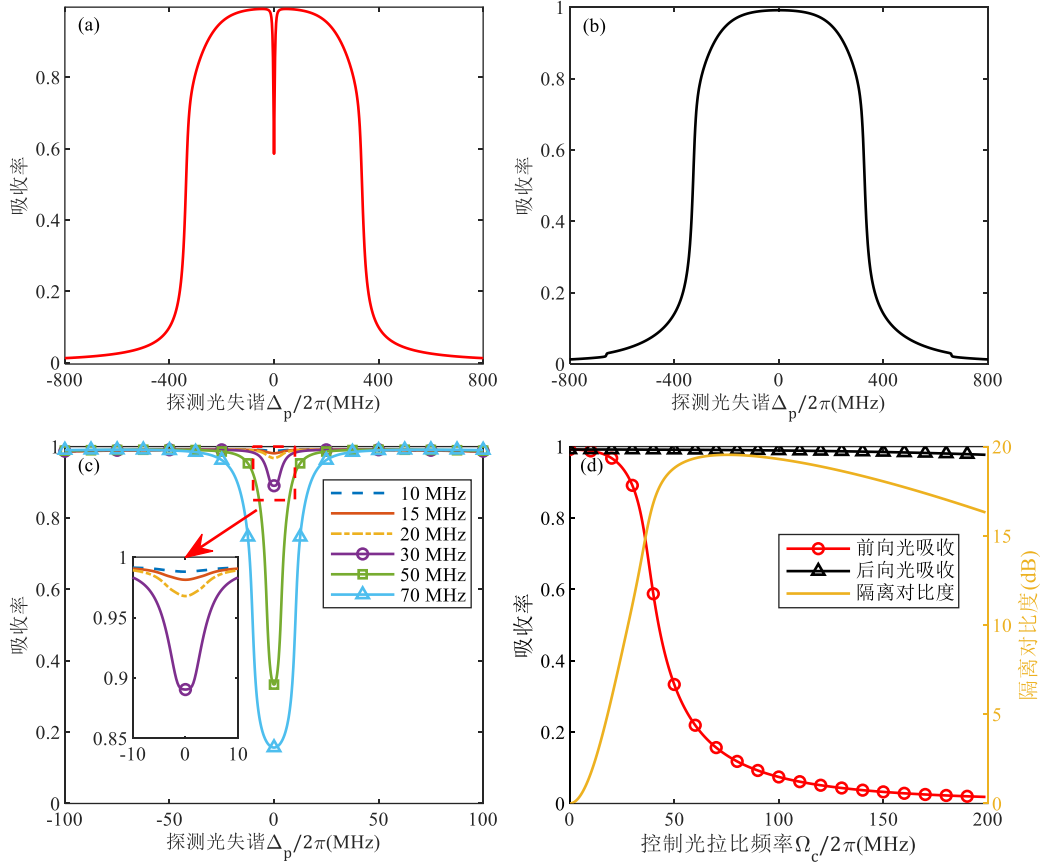 (a)
吸收率
0.8
0.6
0.4
0.2
0
-800
-400
0
400
800
探测光失谐Δp/2π(MHz)
(b)
吸收率
1
0.8
0.6
0.4
0.2
0
-800
-400
0
400
800
探测光失谐Δp/2π(MHz)
(c)
吸收率
1
0.8
0.6
0.4
0.2
0
-100
-50
0
50
100
探测光失谐Δp/2π(MHz)
10 MHz
15 MHz
20 MHz
30 MHz
50 MHz
70 MHz
1
0.95
0.9
0.85
-10
0
10
(d)
吸收率
1
0.8
0.6
0.4
0.2
0
0
50
100
150
200
控制光拉比频率Ωc/2π(MHz)
前向光吸收
后向光吸收
隔离对比度
20
15
10
5
0
隔离对比度(dB)